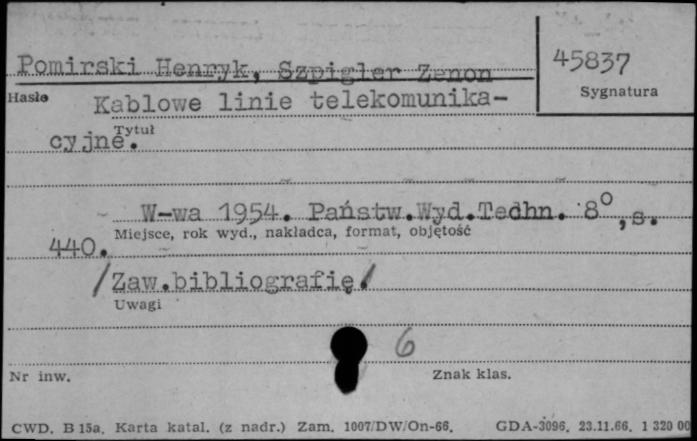 Pomirski Henryk, Szpigler Zenon
45837
Sygnatura
Hasło
Kablowe linie telekomunika-
cyjne.
Tytuł
W-wa 1954. Państw.Wyd.Tedhn. 8°,s.
Miejsce, rok wyd., nakładca, format, objętość
440.
/Zaw.bibliografię/
Uwagi
6
Nr inw.
Znak klas.
CWD. B 15a. Karta katal. (z nadr.) Zam. 1007/DW/On-66. GDA-3096. 23.11.66. 1 320 00